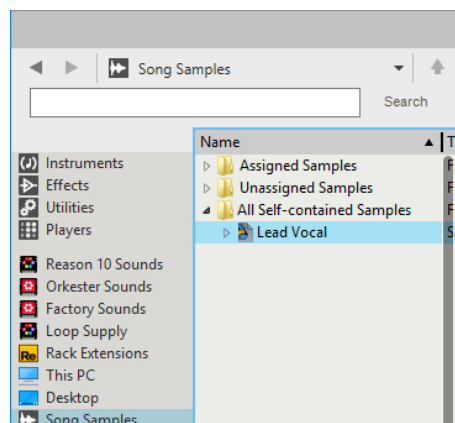 Song Samples
Search
Name
T
Instruments
Effects
Utilities
Players
Reason 10 Sounds
Orkester Sounds
Factory Sounds
Loop Supply
Re Rack Extensions
This PC
Desktop
Song Samples
Assigned Samples
F
Unassigned Samples
F
All Self-contained Samples
F
Lead Vocal
S